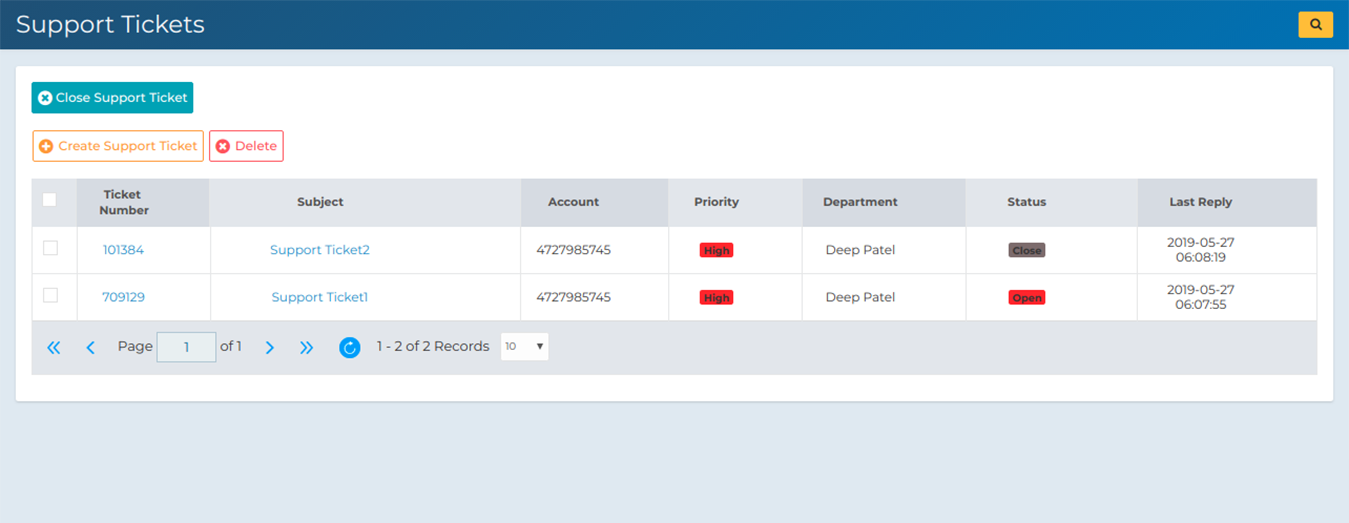 Support Tickets
Close Support Ticket
Create Support Ticket Delete
Ticket Number Subject Account Priority Department Status Last Reply
101384 Support Ticket2 4727985745 High Deep Patel Close 2019-05-27 06:08:19
709129 Support Ticket1 4727985745 High Deep Patel Open 2019-05-27 06:07:55
Page 1 of 1 1 - 2 of 2 Records 10